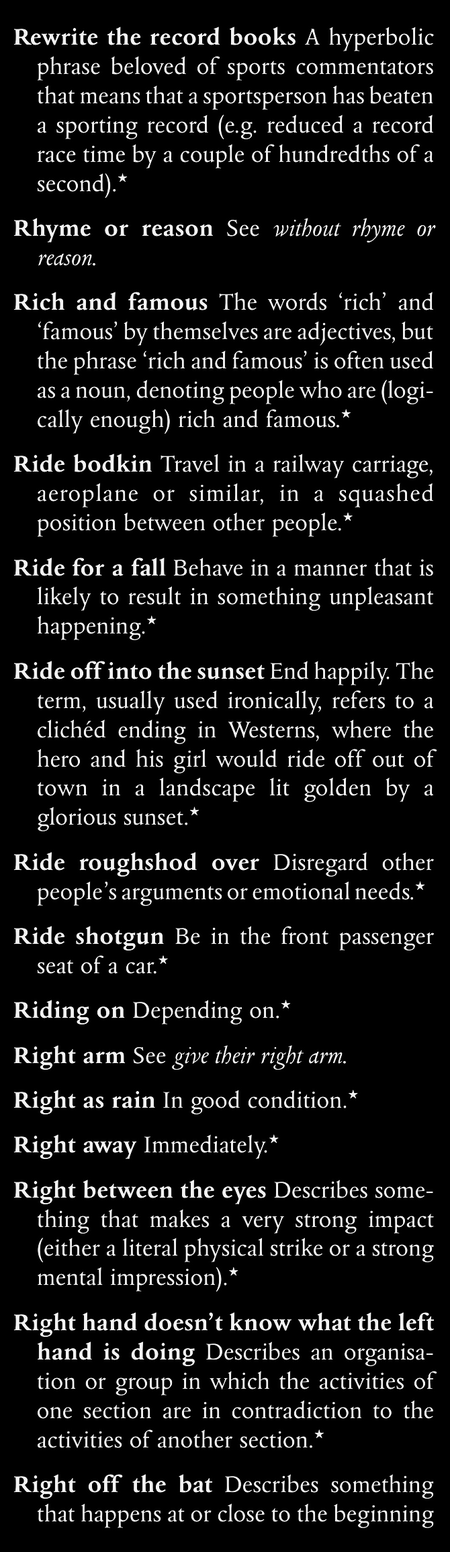 Rewrite the record books A hyperbolic
phrase beloved of sports commentators
that means that a sportsperson has beaten
a sporting record (e.g. reduced a record
race time by a couple of hundredths of a
second).★
Rhyme or reason See without rhyme or
reason.
Rich and famous The words ‘rich’ and
‘famous’ by themselves are adjectives, but
the phrase ‘rich and famous’ is often used
as a noun, denoting people who are (logi-
cally enough) rich and famous.★
Ride bodkin Travel in a railway carriage,
aeroplane or similar, in a squashed
position between other people.★
Ride for a fall Behave in a manner that is
likely to result in something unpleasant
happening.★
Ride off into the sunset End happily. The
term, usually used ironically, refers to a
clichéd ending in Westerns, where the
hero and his girl would ride off out of
town in a landscape lit golden by a
glorious sunset.★
Ride roughshod over Disregard other
people’s arguments or emotional needs.★
Ride shotgun Be in the front passenger
seat of a car.★
Riding on Depending on.★
Right arm See give their right arm.
Right as rain In good condition.★
Right away Immediately.★
Right between the eyes Describes some-
thing that makes a very strong impact
(either a literal physical strike or a strong
mental impression).★
Right hand doesn’t know what the left
hand is doing Describes an organisa-
tion or group in which the activities of
one section are in contradiction to the
activities of another section.★
Right off the bat Describes something
that happens at or close to the beginning